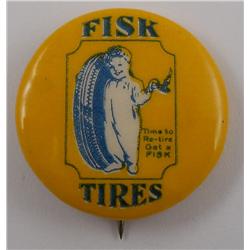 FISK
Time to
Re-tire
Get a
FISK
TIRES